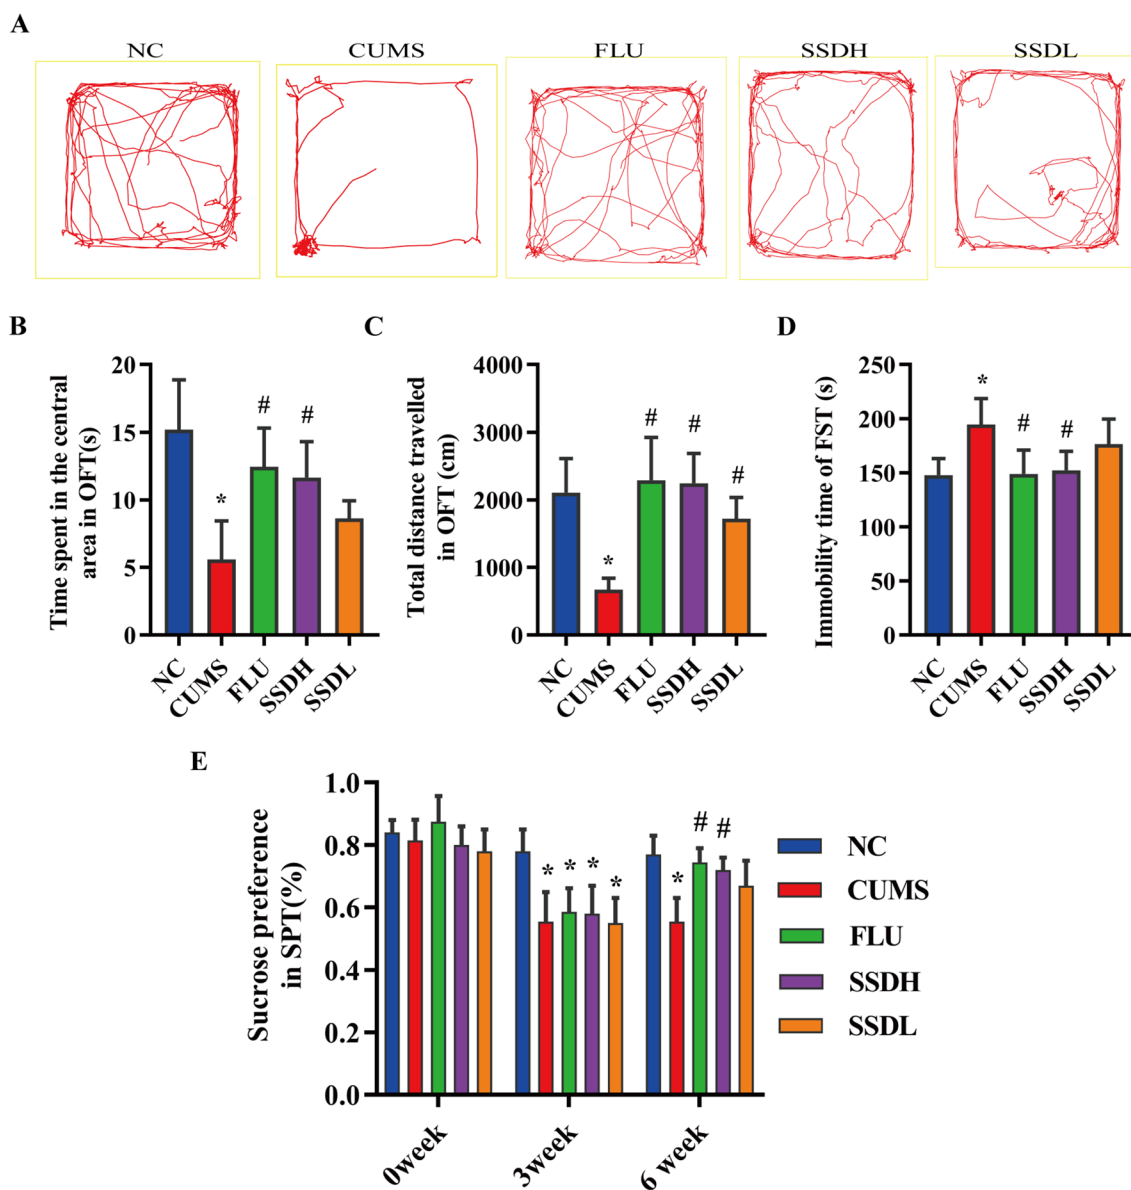 A
NC CUMS FLU SSDH SSDL
B
Time spent in the central
area in OFT(s)
20
15
10
5
0
*
#
#
NC
CUMS
FLU
SSDH
SSDL
C
Total distance travelled
in OFT (cm)
4000
3000
2000
1000
0
*
#
#
#
NC
CUMS
FLU
SSDH
SSDL
D
Immobility time of FST (s)
250
200
150
100
50
0
*
#
#
NC
CUMS
FLU
SSDH
SSDL
E
Sucrose preference
in SPT(%)
1.0
0.8
0.6
0.4
0.2
0.0
* * * *
* # #
0week
3week
6 week
NC
CUMS
FLU
SSDH
SSDL